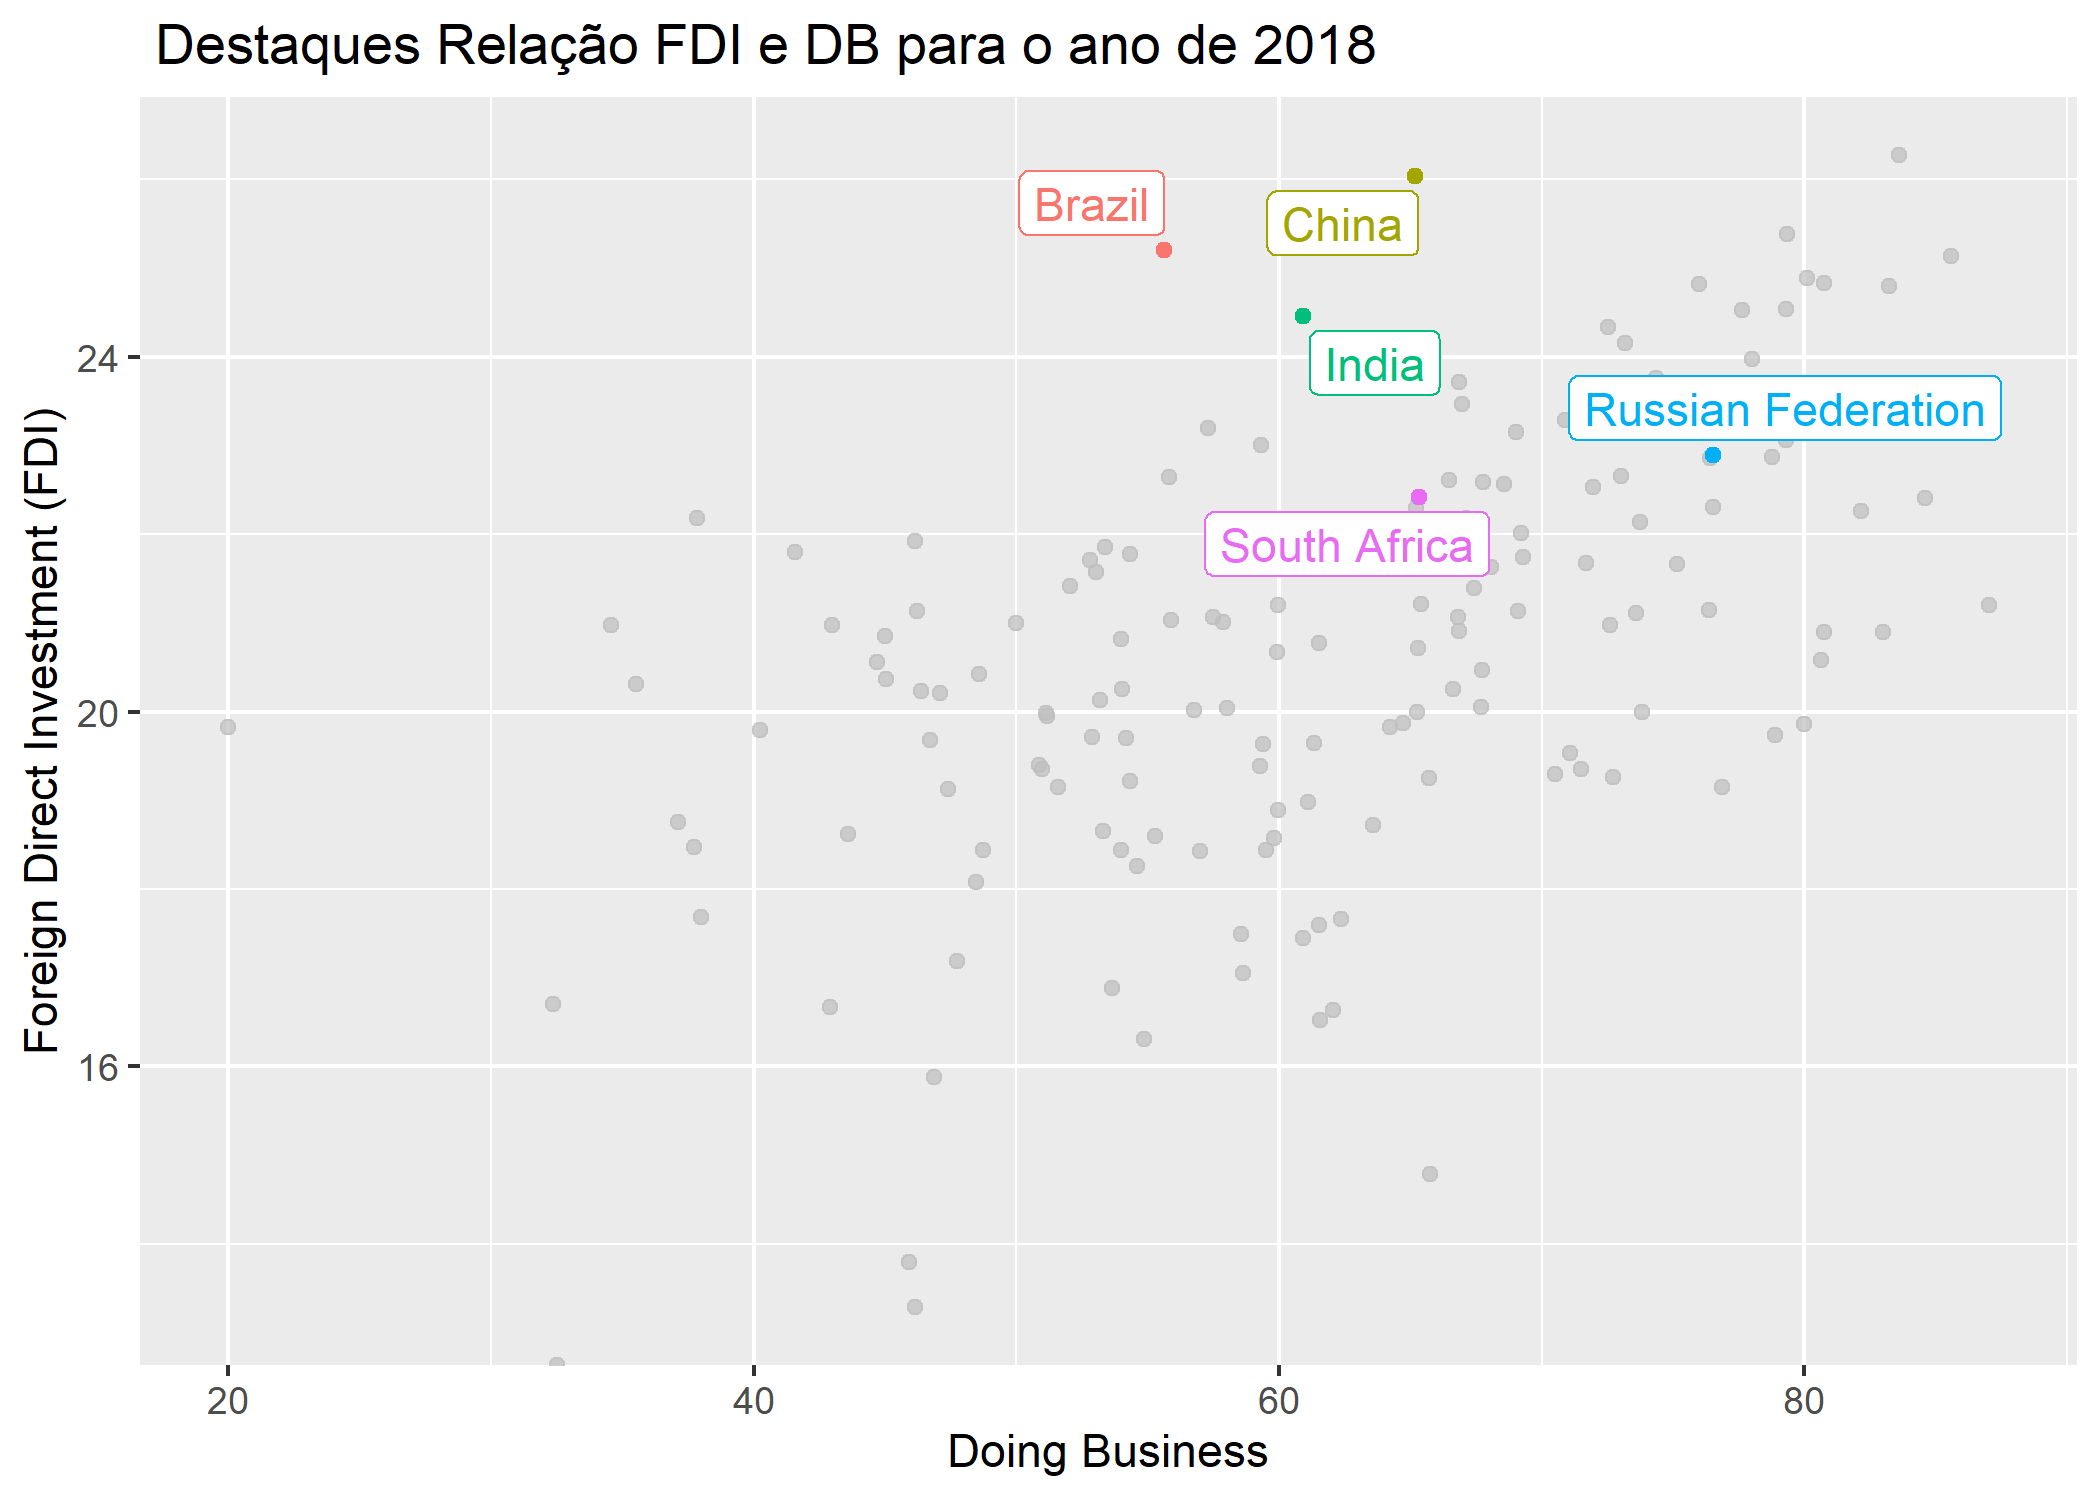 Destaques Relação FDI e DB para o ano de 2018
Brazil
China
India
Russian Federation
South Africa
Foreign Direct Investment (FDI)
24
20
16
20
40
60
80
Doing Business